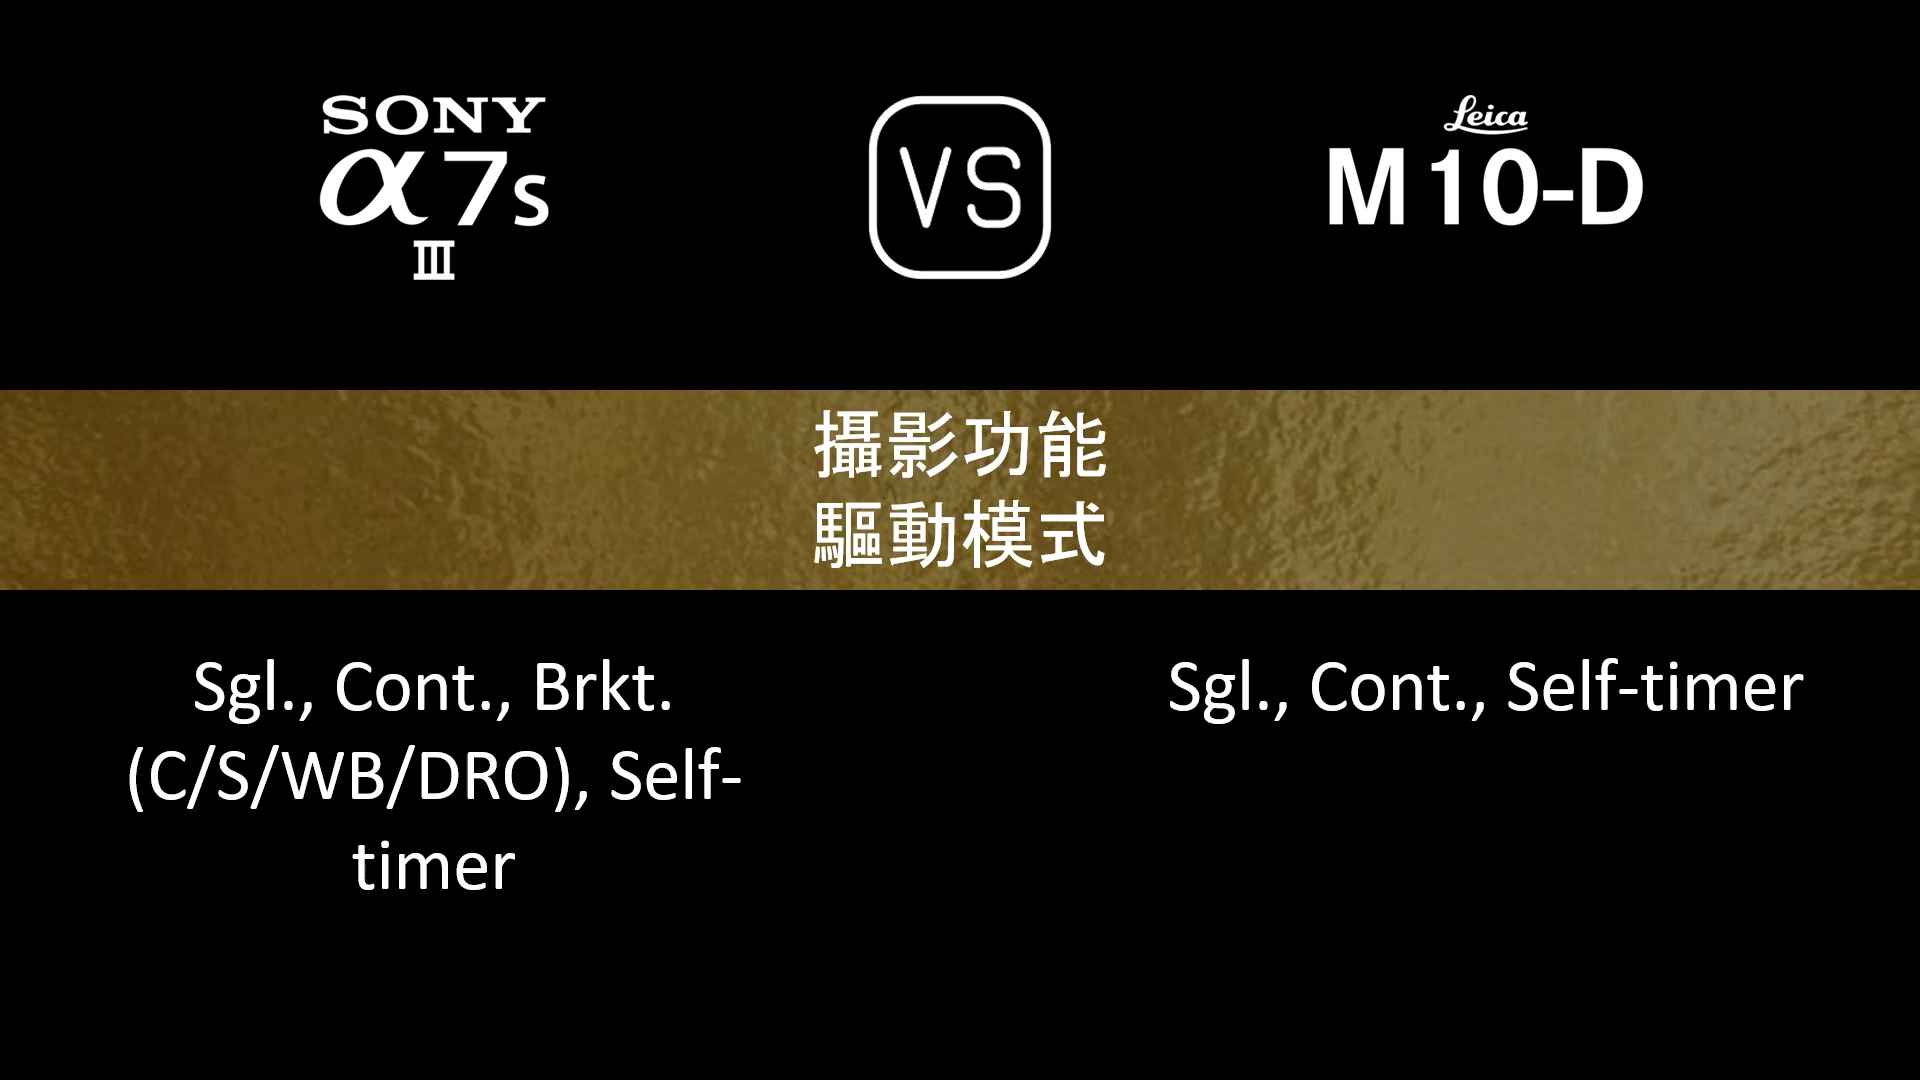 SONY
α7s
III
VS
Leica
M10-D
攝影功能
驅動模式
Sgl., Cont., Brkt.
(C/S/WB/DRO), Self-
timer
Sgl., Cont., Self-timer